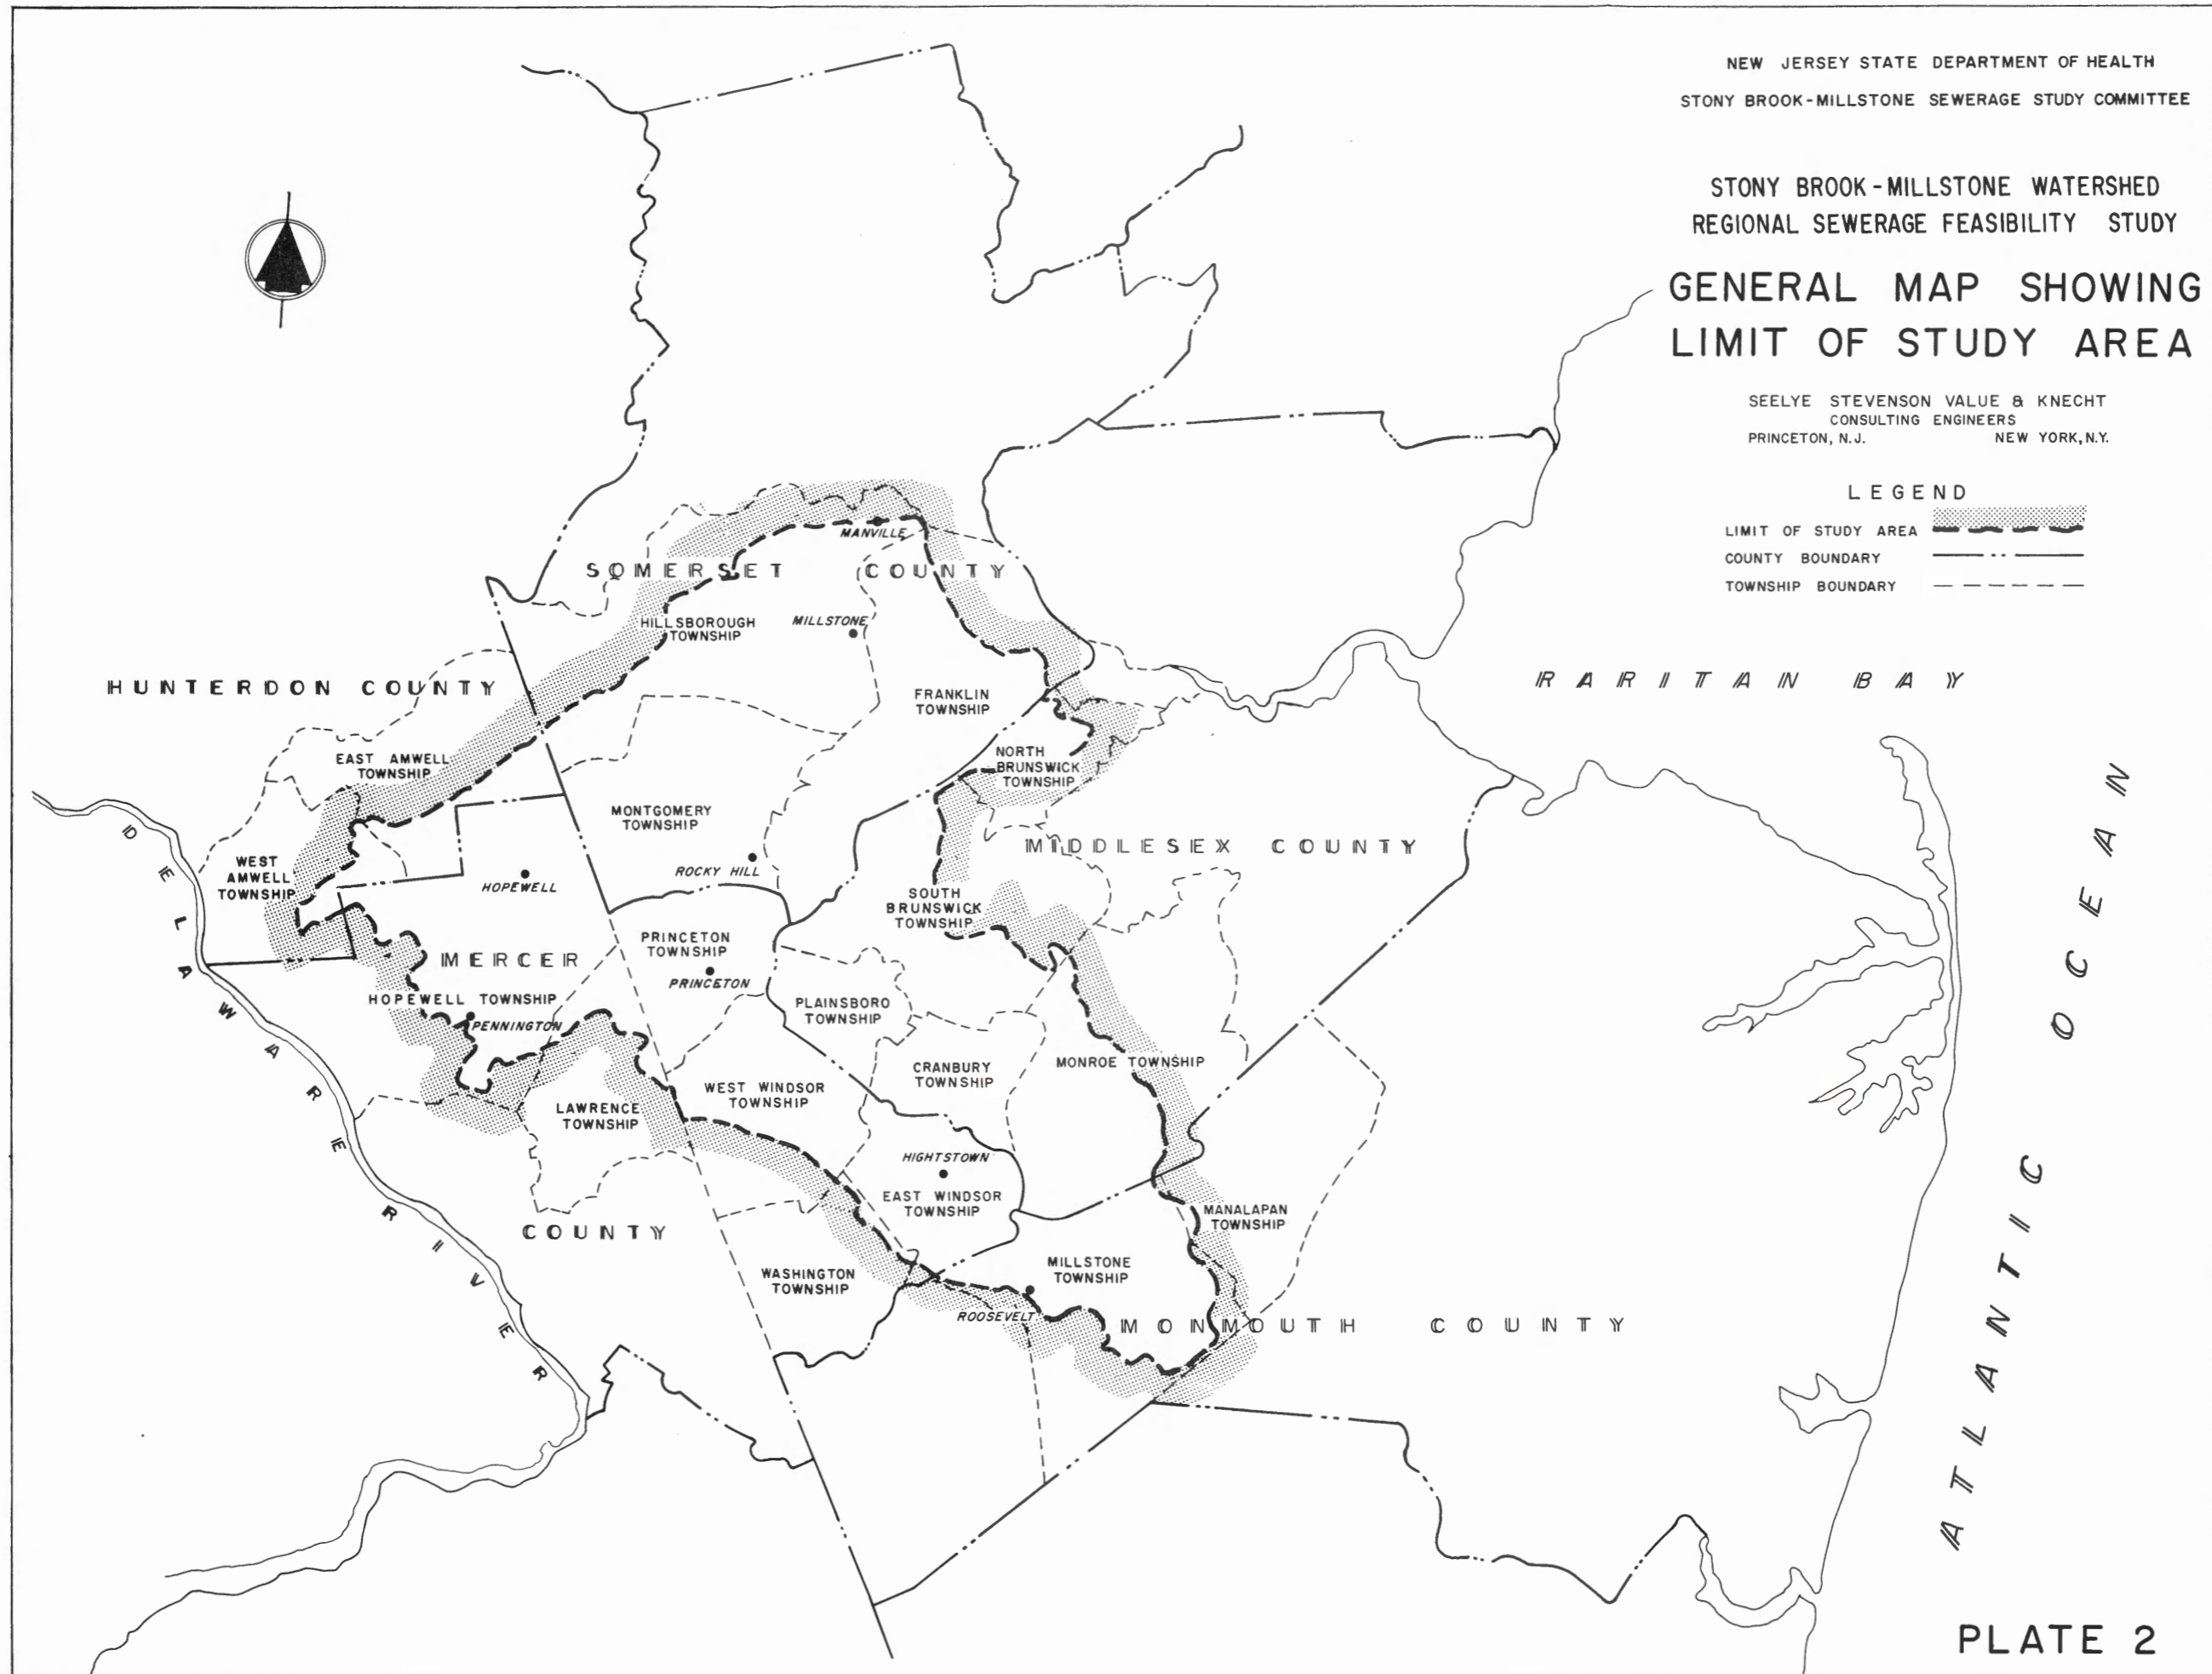 NEW JERSEY STATE DEPARTMENT OF HEALTH
STONY BROOK-MILLSTONE SEWERAGE STUDY COMMITTEE
STONY BROOK-MILLSTONE WATERSHED
REGIONAL SEWERAGE FEASIBILITY STUDY
GENERAL MAP SHOWING
LIMIT OF STUDY AREA
SEELYE STEVENSON VALUE & KNECHT
CONSULTING ENGINEERS
PRINCETON, N.J. NEW YORK, N.Y.
LEGEND
LIMIT OF STUDY AREA
COUNTY BOUNDARY
TOWNSHIP BOUNDARY
MANVILLE
SOMERSET COUNTY
HILLSBOROUGH
TOWNSHIP
MILLSTONE
HUNTERDON COUNTY
RARITAN BAY
FRANKLIN
TOWNSHIP
EAST AMWELL
TOWNSHIP
NORTH
BRUNSWICK
TOWNSHIP
MONTGOMERY
TOWNSHIP
MIDDLESEX COUNTY
WEST
AMWELL
TOWNSHIP
HOPEWELL
ROCKY HILL
SOUTH
BRUNSWICK
TOWNSHIP
PRINCETON
TOWNSHIP
PRINCETON
MERCER
HOPEWELL TOWNSHIP
PENNINGTON
PLAINSBORO
TOWNSHIP
CRANBURY
TOWNSHIP
MONROE TOWNSHIP
WEST WINDSOR
TOWNSHIP
LAWRENCE
TOWNSHIP
HIGHTSTOWN
EAST WINDSOR
TOWNSHIP
MANALAPAN
TOWNSHIP
COUNTY
WASHINGTON
TOWNSHIP
MILLSTONE
TOWNSHIP
ROOSEVELT
MONMOUTH COUNTY
DELAWARE RIVER
ATLANTIC OCEAN
PLATE 2